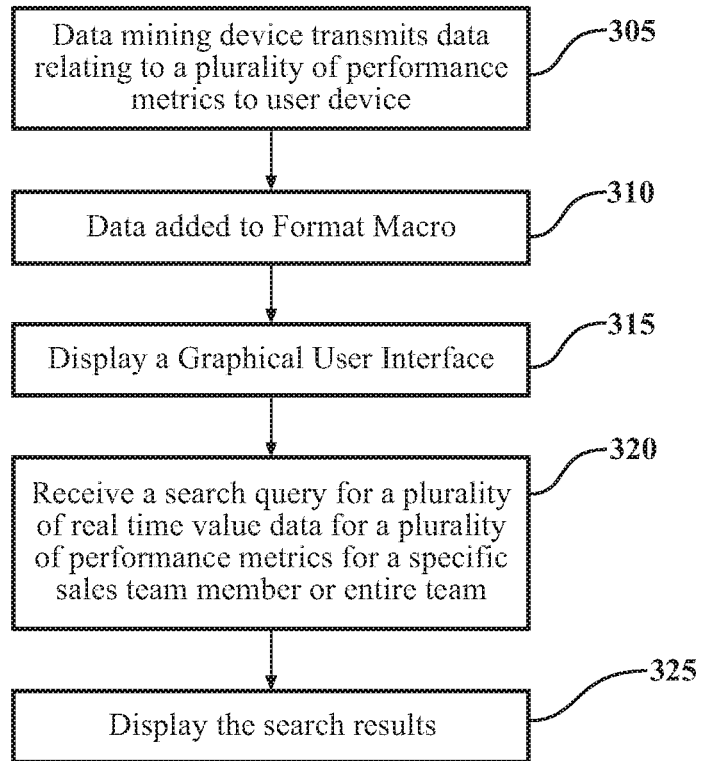 Data mining device transmits data
relating to a plurality of performance
metrics to user device
305
Data added to Format Macro
310
Display a Graphical User Interface
315
Receive a search query for a plurality
of real time value data for a plurality
of performance metrics for a specific
sales team member or entire team
320
Display the search results
325